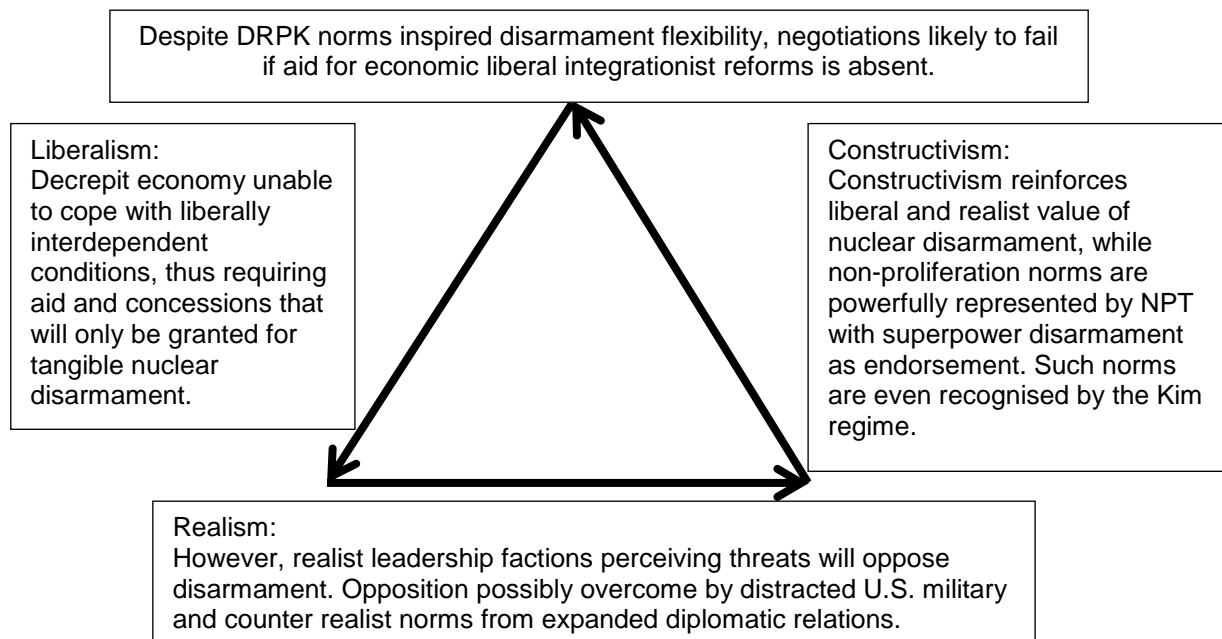 Despite DRPK norms inspired disarmament flexibility, negotiations likely to fail
if aid for economic liberal integrationist reforms is absent.
Liberalism:
Decrepit economy unable
to cope with liberally
interdependent
conditions, thus requiring
aid and concessions that
will only be granted for
tangible nuclear
disarmament.
Constructivism:
Constructivism reinforces
liberal and realist value of
nuclear disarmament, while
non-proliferation norms are
powerfully represented by NPT
with superpower disarmament
as endorsement. Such norms
are even recognised by the Kim
regime.
Realism:
However, realist leadership factions perceiving threats will oppose
disarmament. Opposition possibly overcome by distracted U.S. military
and counter realist norms from expanded diplomatic relations.